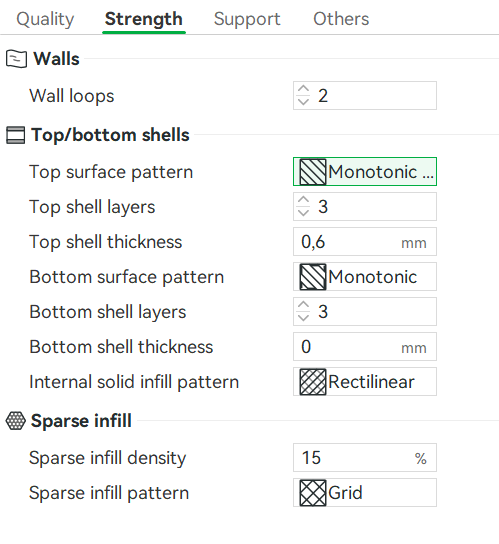 Quality Strength Support Others
Walls
Wall loops 2
Top/bottom shells
Top surface pattern Monotonic ...
Top shell layers 3
Top shell thickness 0,6 mm
Bottom surface pattern Monotonic
Bottom shell layers 3
Bottom shell thickness 0 mm
Internal solid infill pattern Rectilinear
Sparse infill
Sparse infill density 15 %
Sparse infill pattern Grid